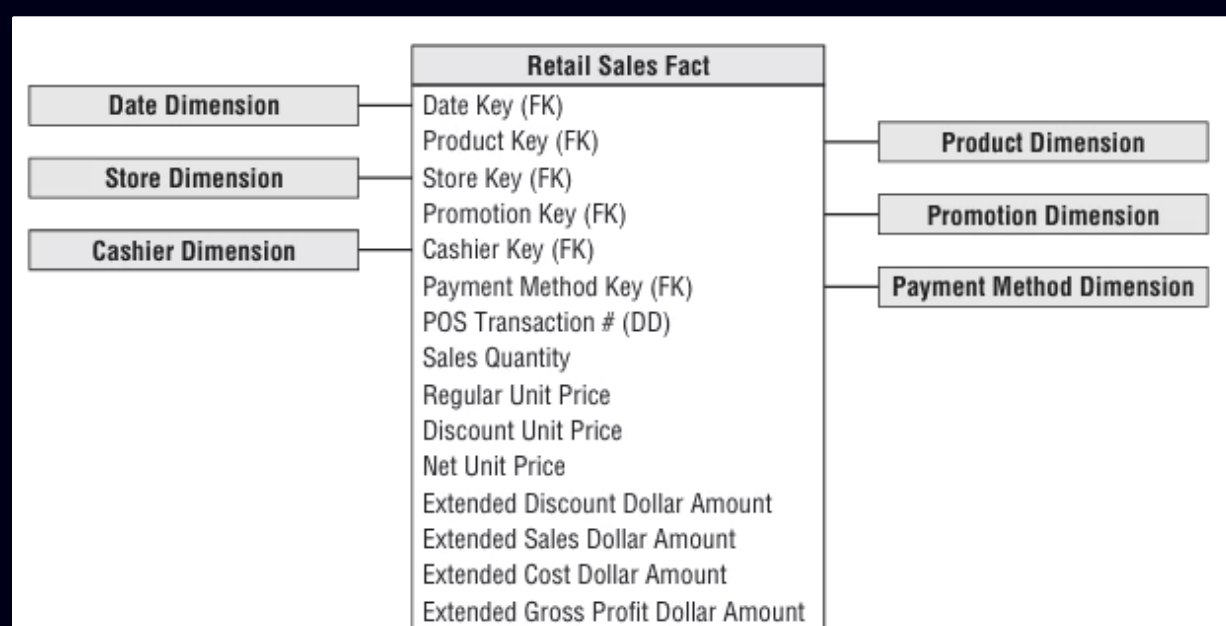 Retail Sales Fact
Date Dimension
Date Key (FK)
Product Key (FK)
Product Dimension
Store Dimension
Store Key (FK)
Promotion Key (FK)
Promotion Dimension
Cashier Dimension
Cashier Key (FK)
Payment Method Key (FK)
Payment Method Dimension
POS Transaction # (DD)
Sales Quantity
Regular Unit Price
Discount Unit Price
Net Unit Price
Extended Discount Dollar Amount
Extended Sales Dollar Amount
Extended Cost Dollar Amount
Extended Gross Profit Dollar Amount